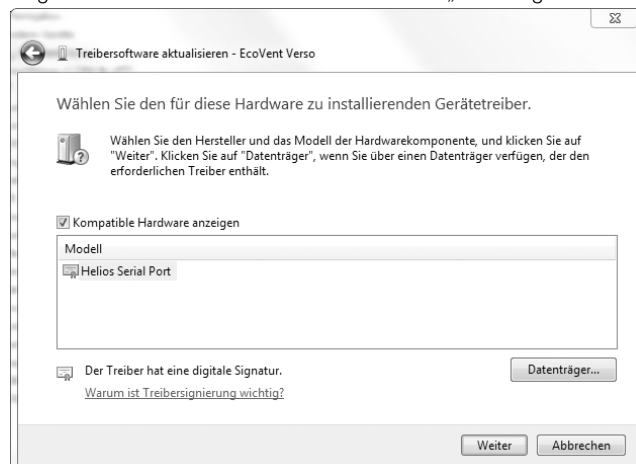 Treibersoftware aktualisieren - EcoVent Verso
Wählen Sie den für diese Hardware zu installierenden Gerätetreiber.
Wählen Sie den Hersteller und das Modell der Hardwarekomponente, und klicken Sie auf
"Weiter". Klicken Sie auf "Datenträger", wenn Sie über einen Datenträger verfügen, der den
erforderlichen Treiber enthält.
Kompatible Hardware anzeigen
Modell
Helios Serial Port
Der Treiber hat eine digitale Signatur.
Datenträger...
Warum ist Treibersignierung wichtig?
Weiter
Abbrechen